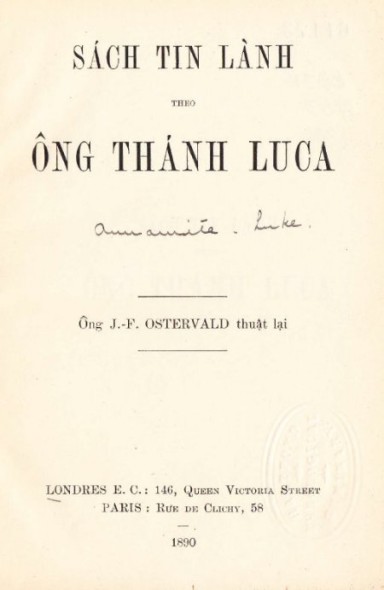 SÁCH TIN LÀNH
THEO
ÔNG THÁNH LUCA
Annamite. Luke.
Ông J.-F. OSTERVALD thuật lại
LONDRES E. C.: 146, QUEEN VICTORIA STREET
PARIS: RUE DE CLICHY, 58
1890